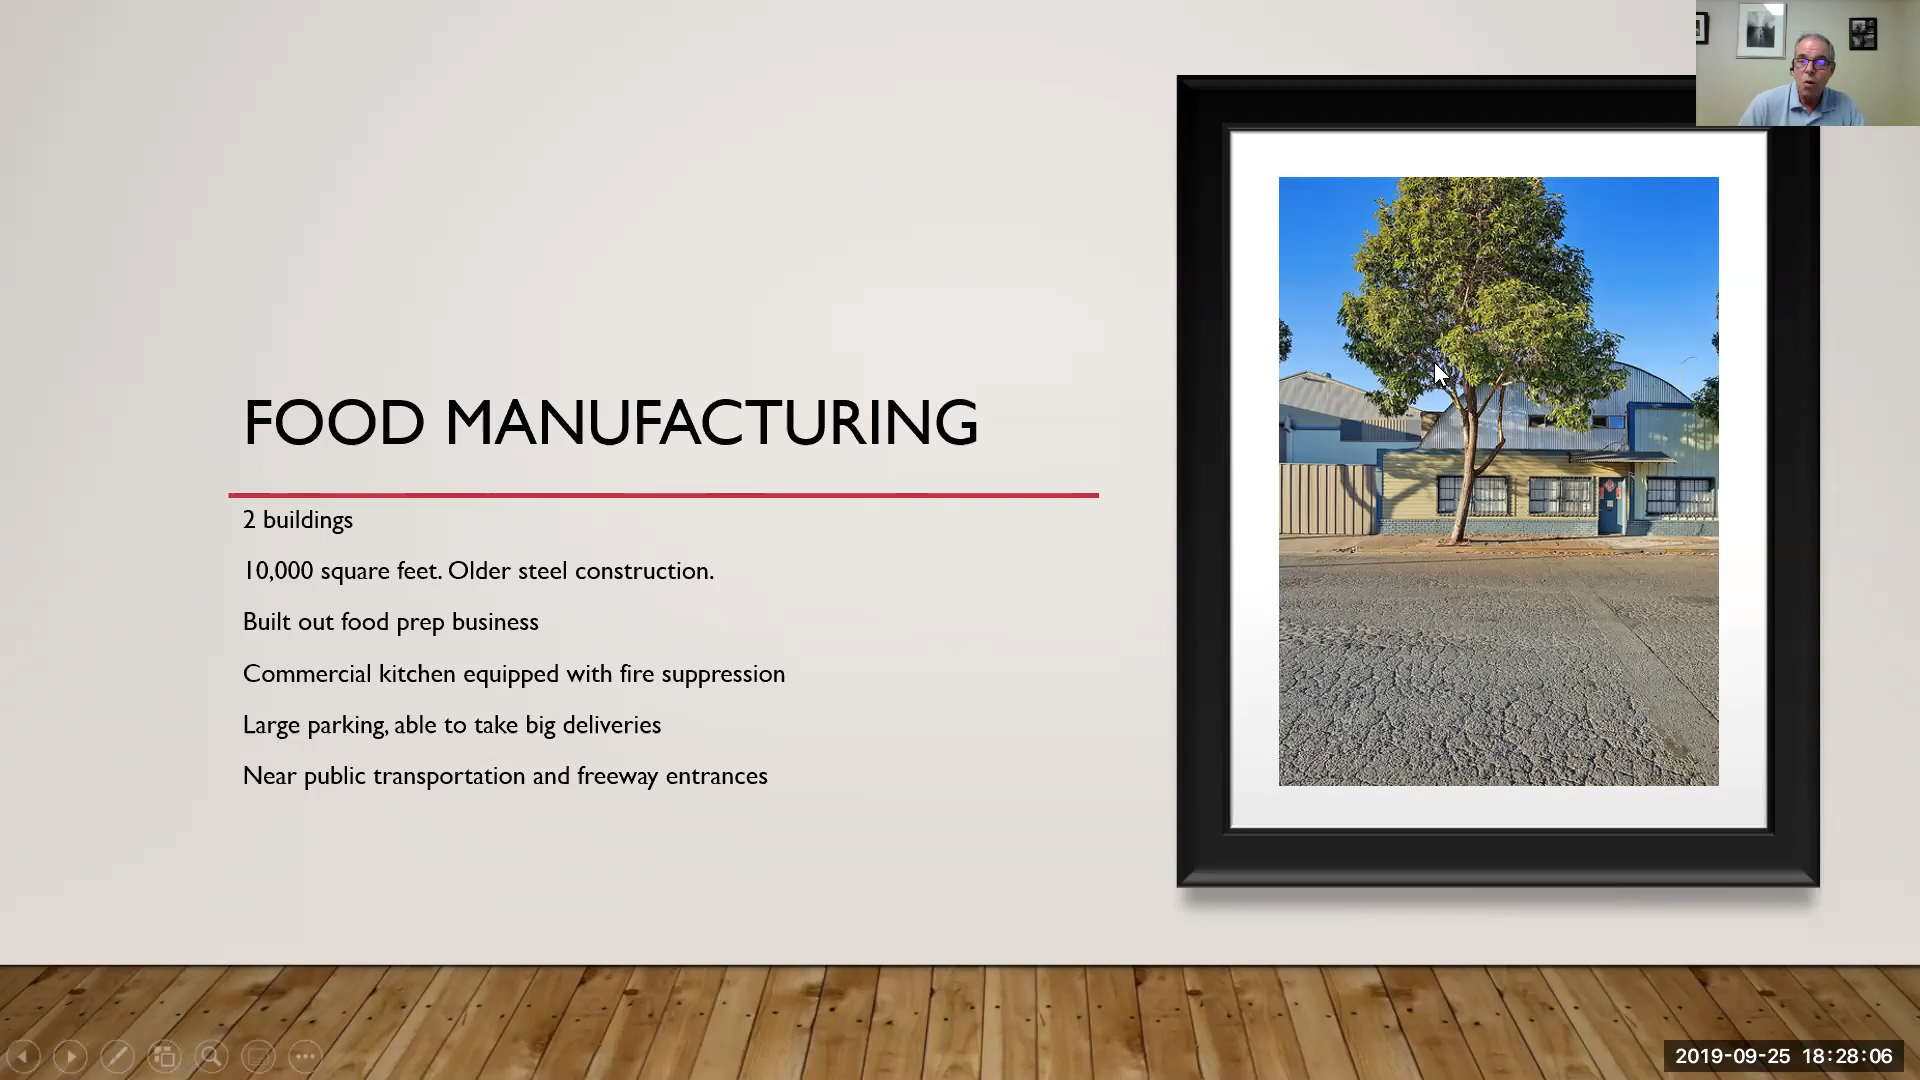 FOOD MANUFACTURING
2 buildings
10,000 square feet. Older steel construction.
Built out food prep business
Commercial kitchen equipped with fire suppression
Large parking, able to take big deliveries
Near public transportation and freeway entrances
2019-09-25 18:28:06